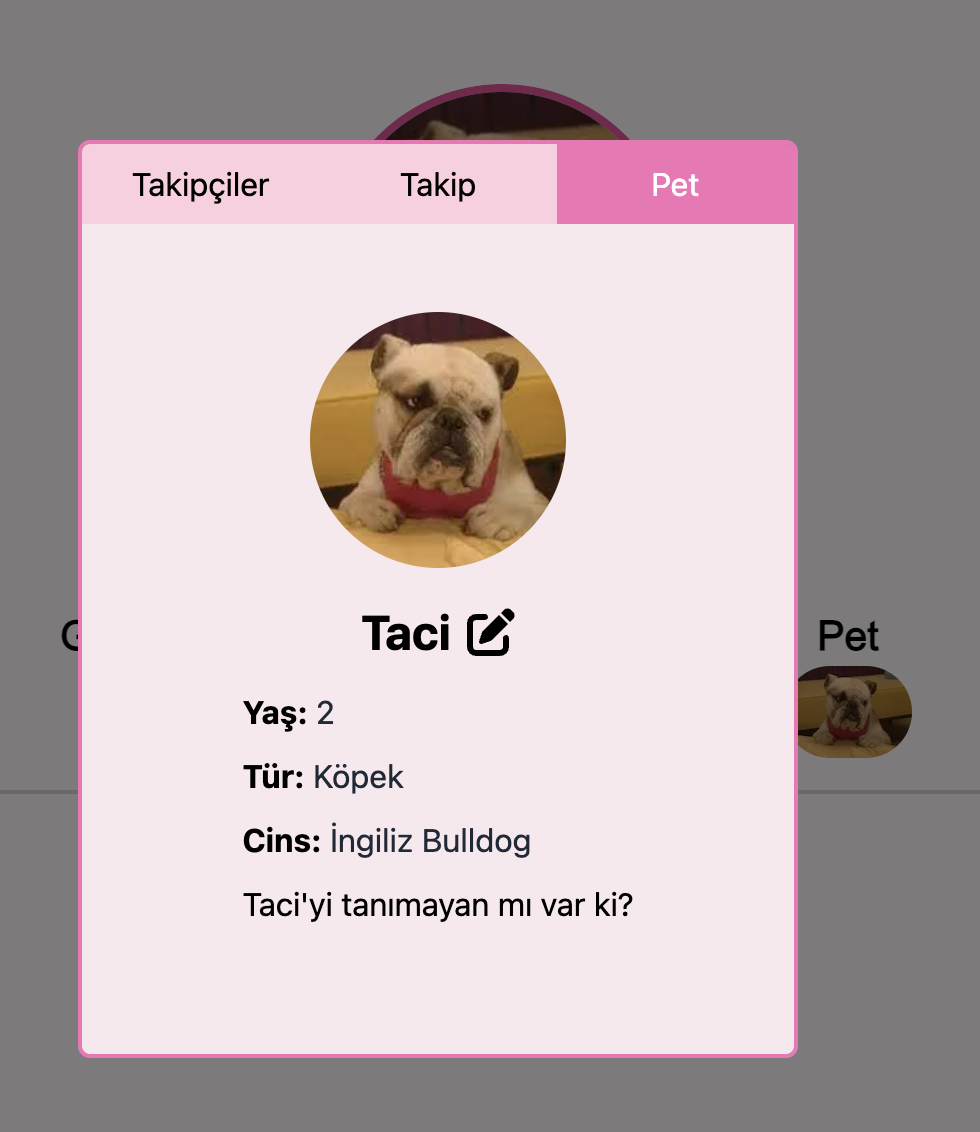 Takipçiler
Takip
Pet
Taci
Yaş: 2
Tür: Köpek
Cins: İngiliz Bulldog
Taci'yi tanımayan mı var ki?
Pet